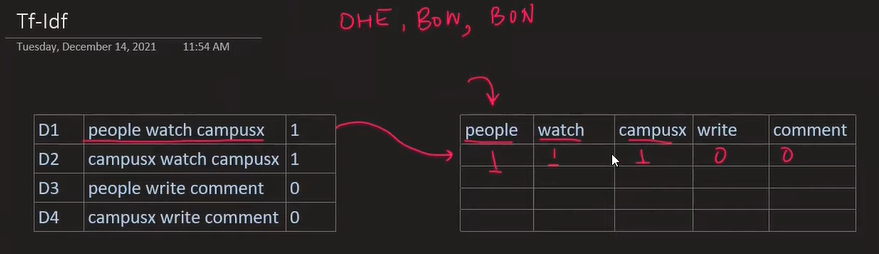 Tf-Idf
OHE, BOW, BON
Tuesday, December 14, 2021 11:54 AM
D1 people watch campusx 1
D2 campusx watch campusx 1
D3 people write comment 0
D4 campusx write comment 0
people watch campusx write comment
1 1 1 0 0